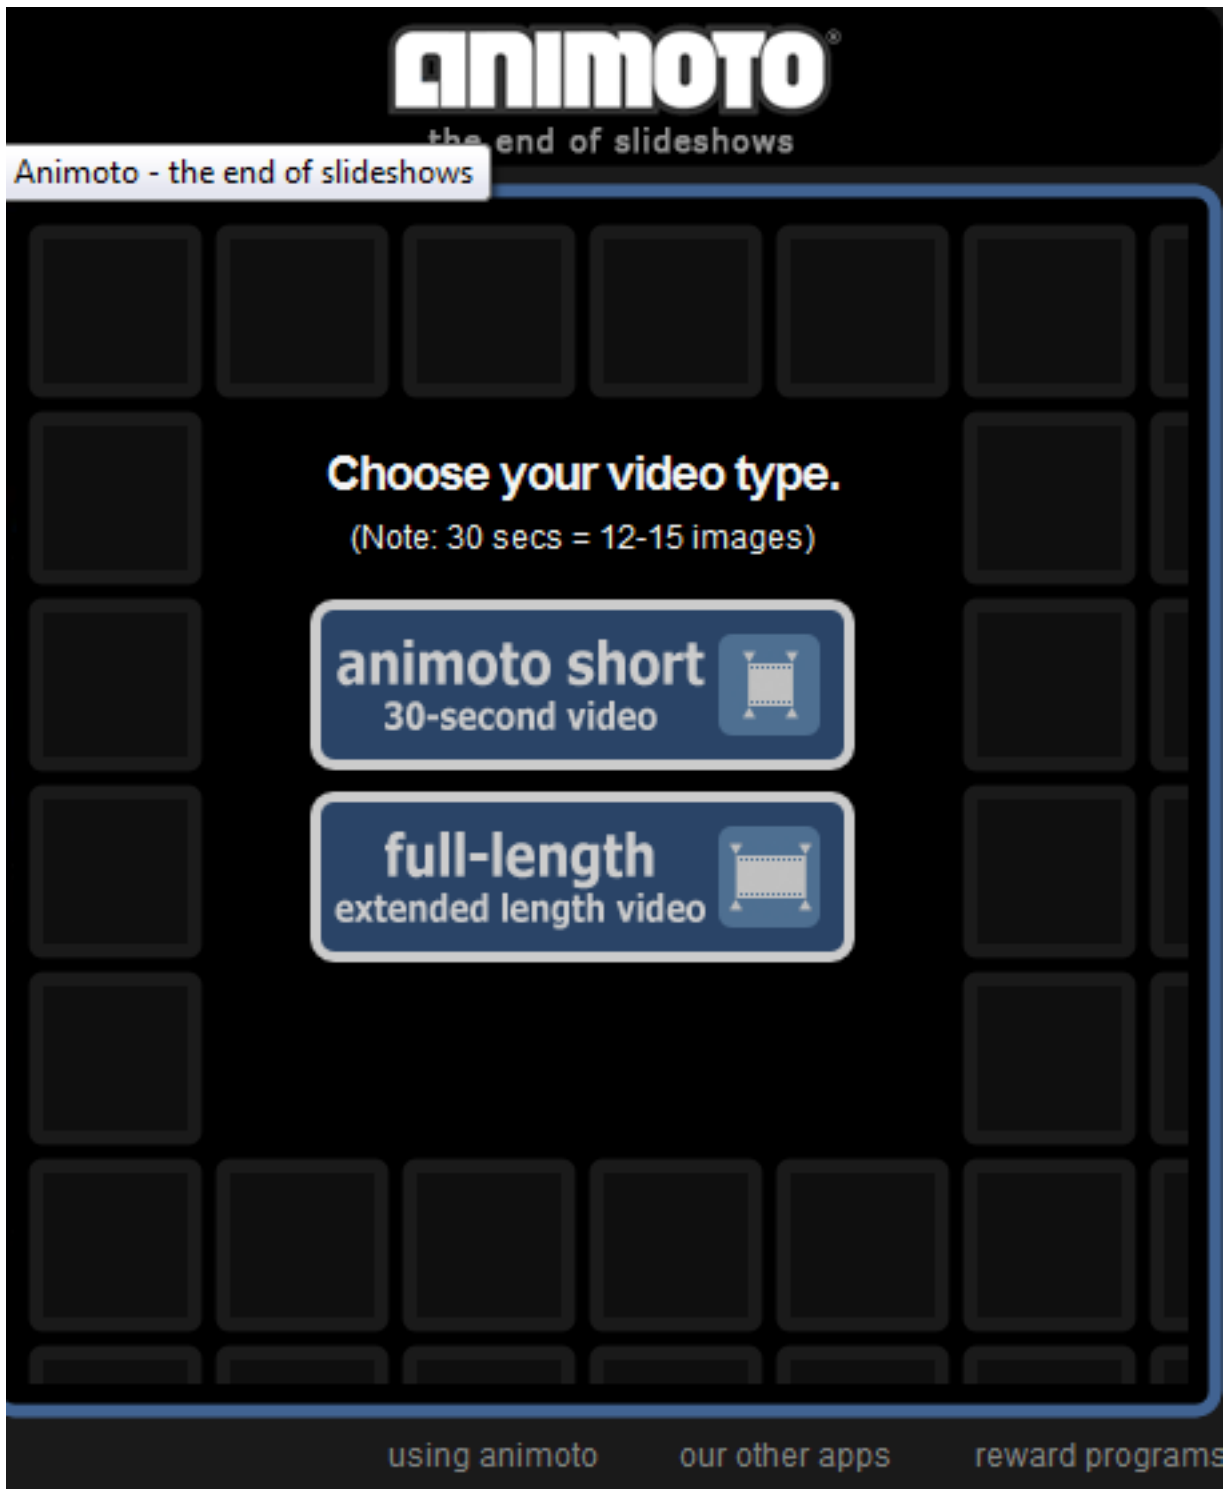 ANIMOTO®
the end of slideshows
Animoto - the end of slideshows
Choose your video type.
(Note: 30 secs = 12-15 images)
animoto short
30-second video
full-length
extended length video
using animoto our other apps reward programs